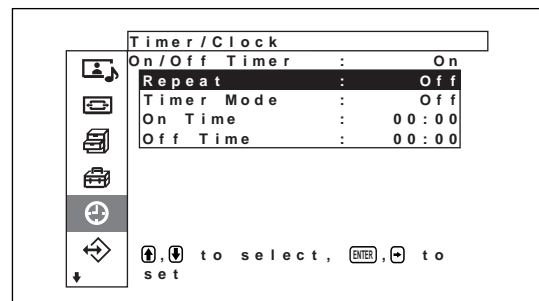 Timer/Clock
On/Off Timer : On
Repeat : Off
Timer Mode : Off
On Time : 00:00
Off Time : 00:00
↑,↓ to select, ENTER,→ to
set